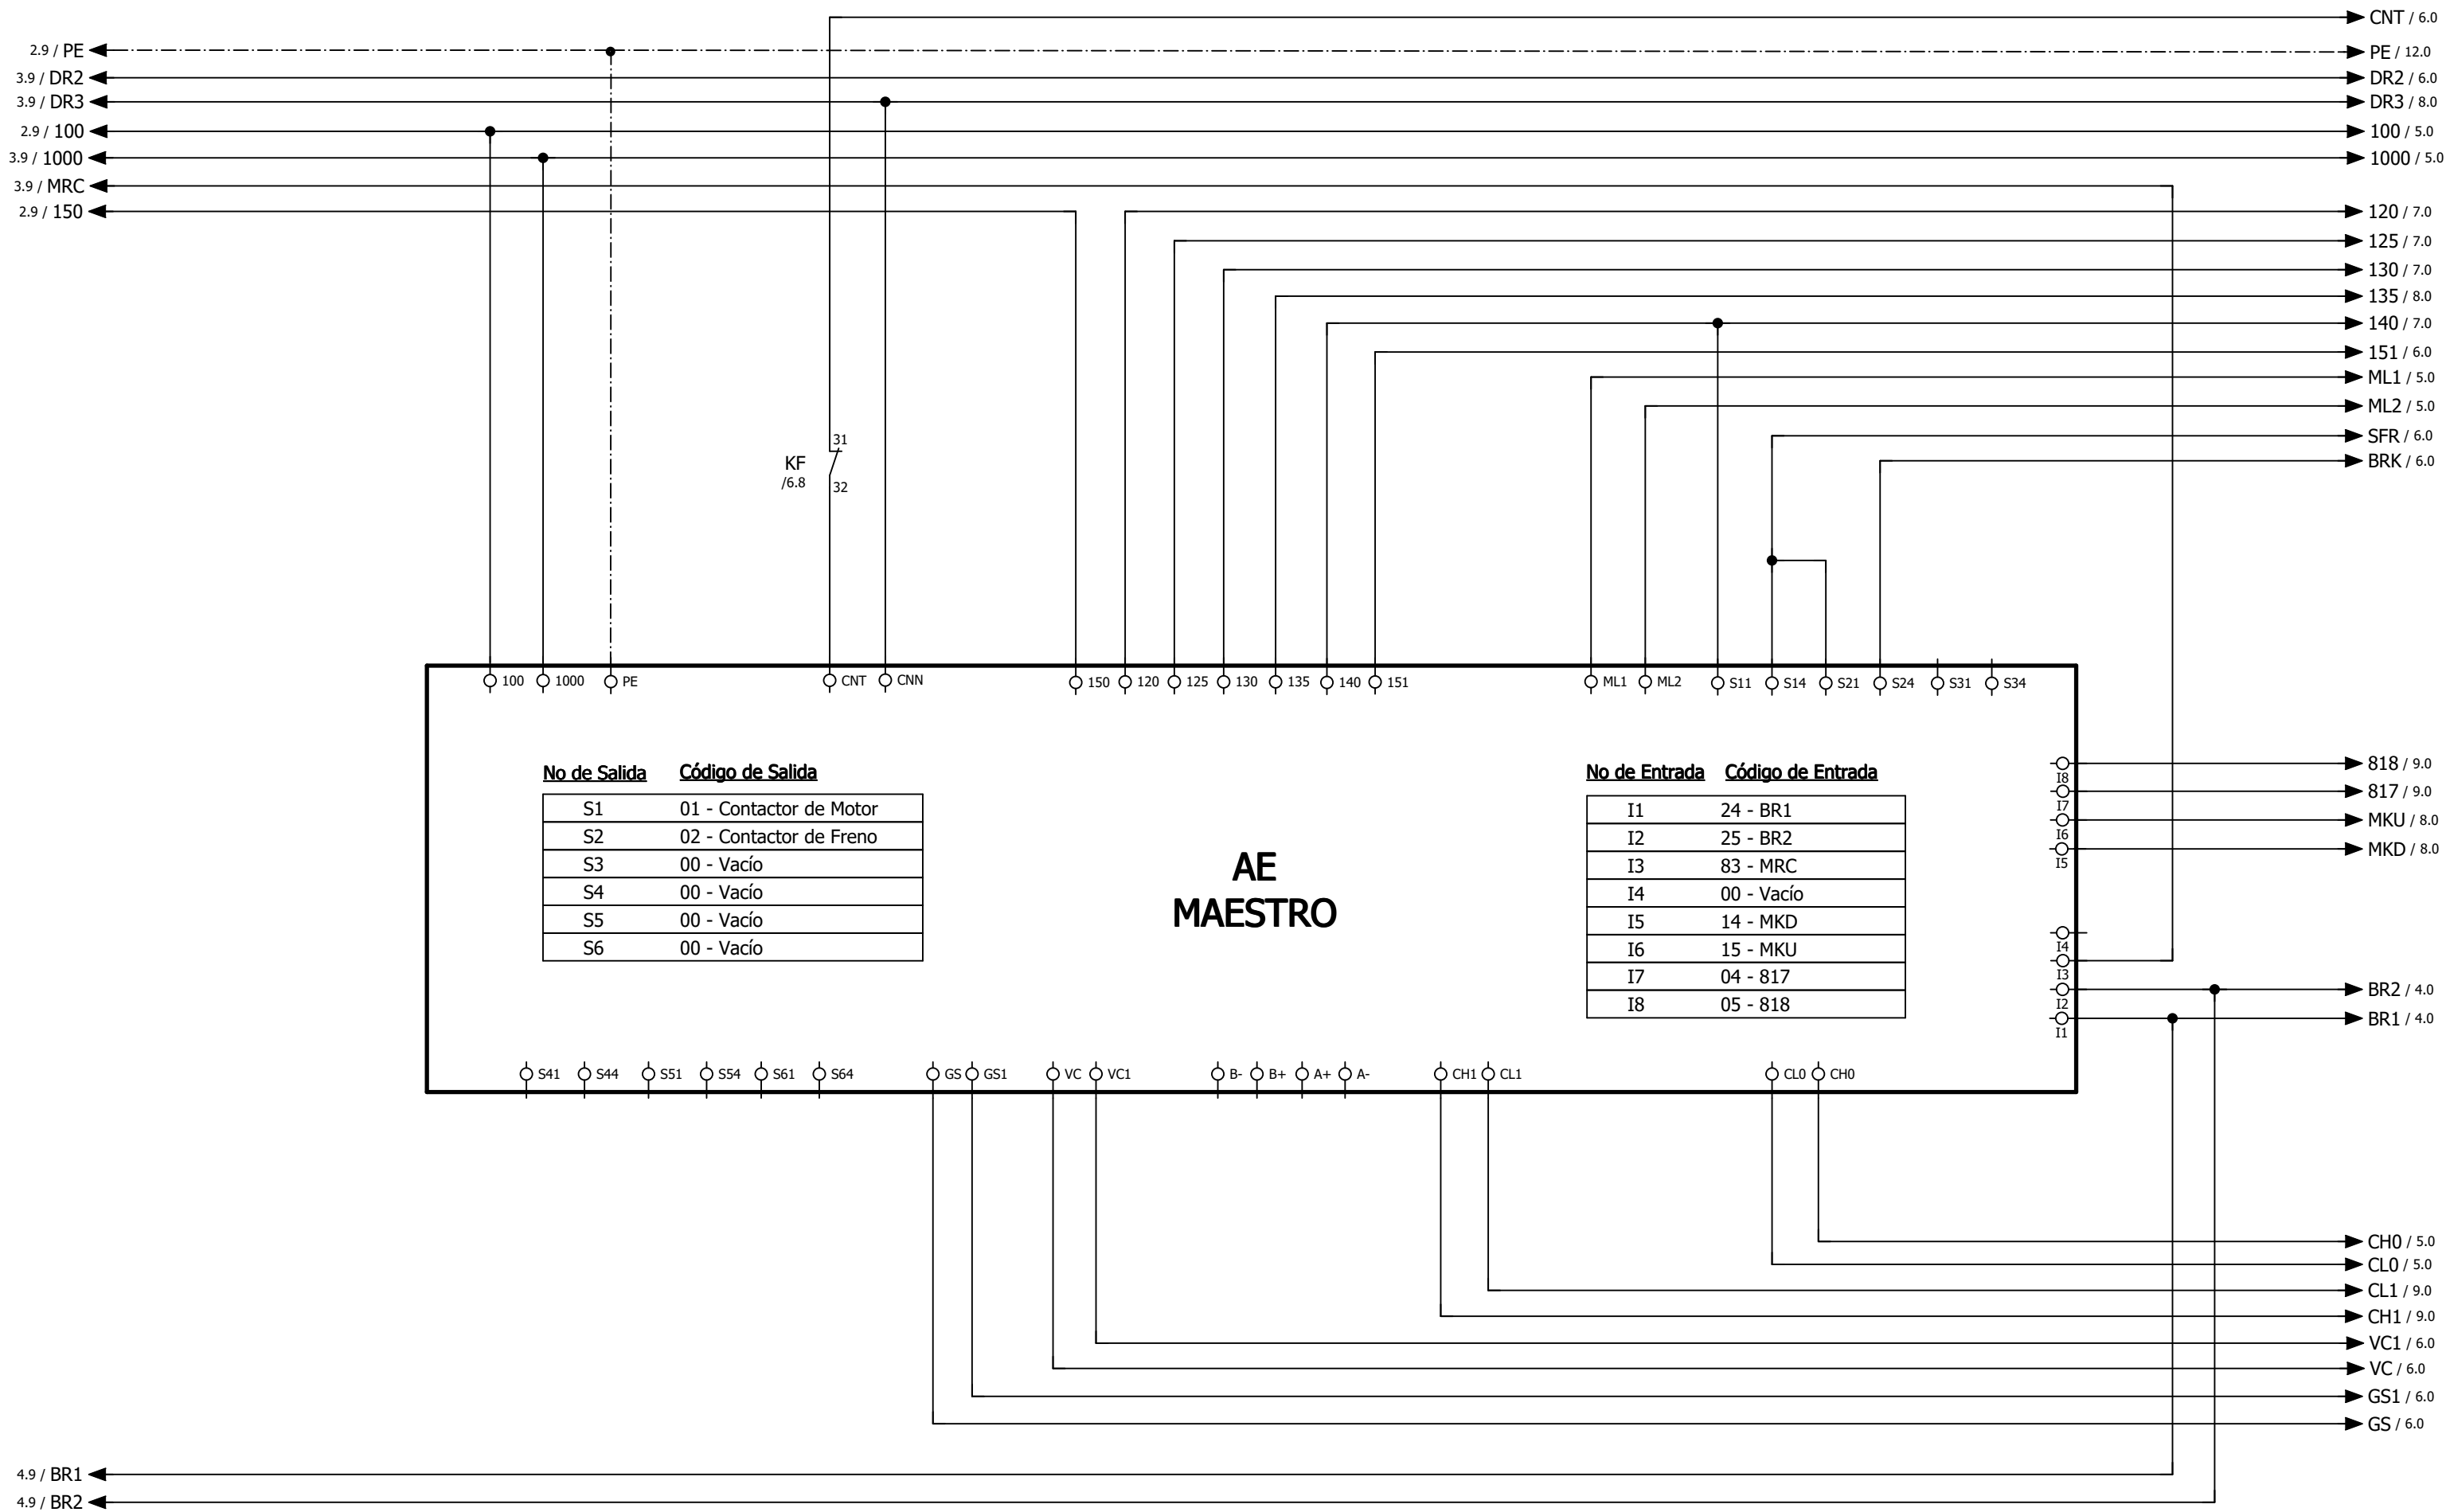 CNT / 6.0
2.9 / PE
PE / 12.0
3.9 / DR2
DR2 / 6.0
3.9 / DR3
DR3 / 8.0
2.9 / 100
100 / 5.0
3.9 / 1000
1000 / 5.0
3.9 / MRC
2.9 / 150
120 / 7.0
125 / 7.0
130 / 7.0
135 / 8.0
140 / 7.0
151 / 6.0
ML1 / 5.0
ML2 / 5.0
SFR / 6.0
BRK / 6.0
31
KF
/6.8
32
100 1000 PE CNT CNN 150 120 125 130 135 140 151 ML1 ML2 S11 S14 S21 S24 S31 S34
No de Salida Código de Salida
S1 01 - Contactor de Motor
S2 02 - Contactor de Freno
S3 00 - Vacío
S4 00 - Vacío
S5 00 - Vacío
S6 00 - Vacío
AE
MAESTRO
No de Entrada Código de Entrada
I1 24 - BR1
I2 25 - BR2
I3 83 - MRC
I4 00 - Vacío
I5 14 - MKD
I6 15 - MKU
I7 04 - 817
I8 05 - 818
I8
I7
I6
I5
I4
I3
I2
I1
818 / 9.0
817 / 9.0
MKU / 8.0
MKD / 8.0
BR2 / 4.0
BR1 / 4.0
S41 S44 S51 S54 S61 S64 GS GS1 VC VC1 B- B+ A+ A- CH1 CL1 CL0 CH0
CH0 / 5.0
CL0 / 5.0
CL1 / 9.0
CH1 / 9.0
VC1 / 6.0
VC / 6.0
GS1 / 6.0
GS / 6.0
4.9 / BR1
4.9 / BR2